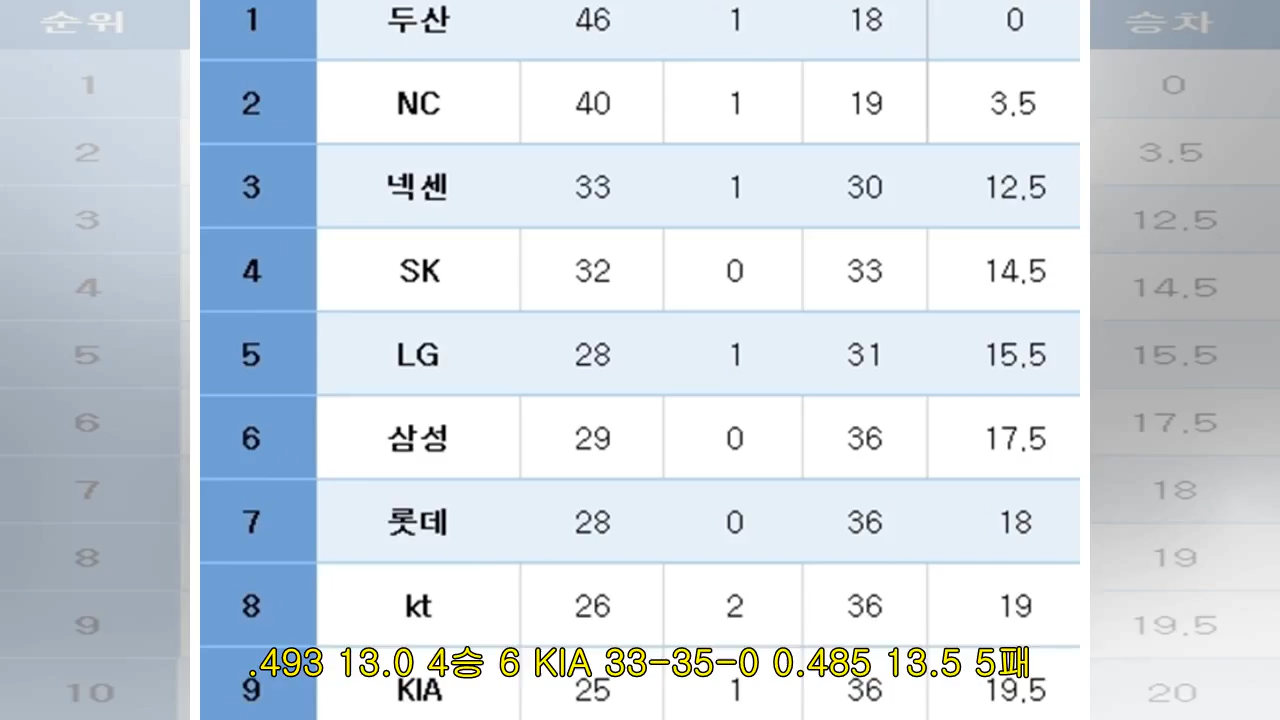 순위 승차
1 두산 46 1 18 0
2 NC 40 1 19 3.5
3 넥센 33 1 30 12.5
4 SK 32 0 33 14.5
5 LG 28 1 31 15.5
6 삼성 29 0 36 17.5
7 롯데 28 0 36 18
8 kt 26 2 36 19
9 KIA 25 1 36 19.5
.493 13.0 4승 6 KIA 33-35-0 0.485 13.5 5패
1 0
2 3.5
3 12.5
4 14.5
5 15.5
6 17.5
7 18
8 19
9 19.5
10 20